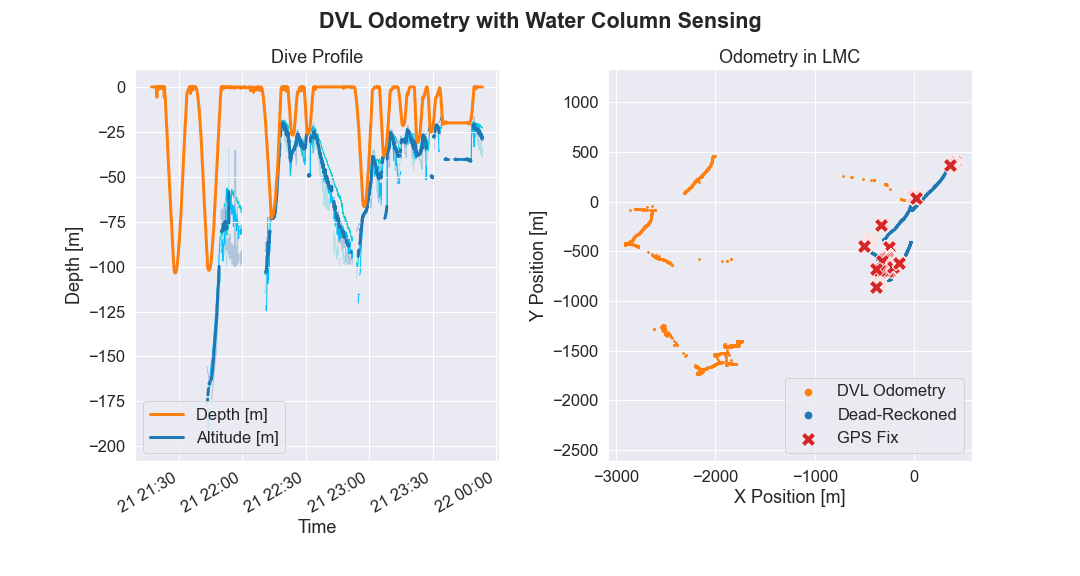 DVL Odometry with Water Column Sensing
Dive Profile
Depth [m]
0
−25
−50
−75
−100
−125
−150
−175
−200
Depth [m]
Altitude [m]
21 21:30
21 22:00
21 22:30
21 23:00
21 23:30
22 00:00
Time
Odometry in LMC
Y Position [m]
1000
500
0
−500
−1000
−1500
−2000
−2500
DVL Odometry
Dead-Reckoned
GPS Fix
−3000
−2000
−1000
0
X Position [m]